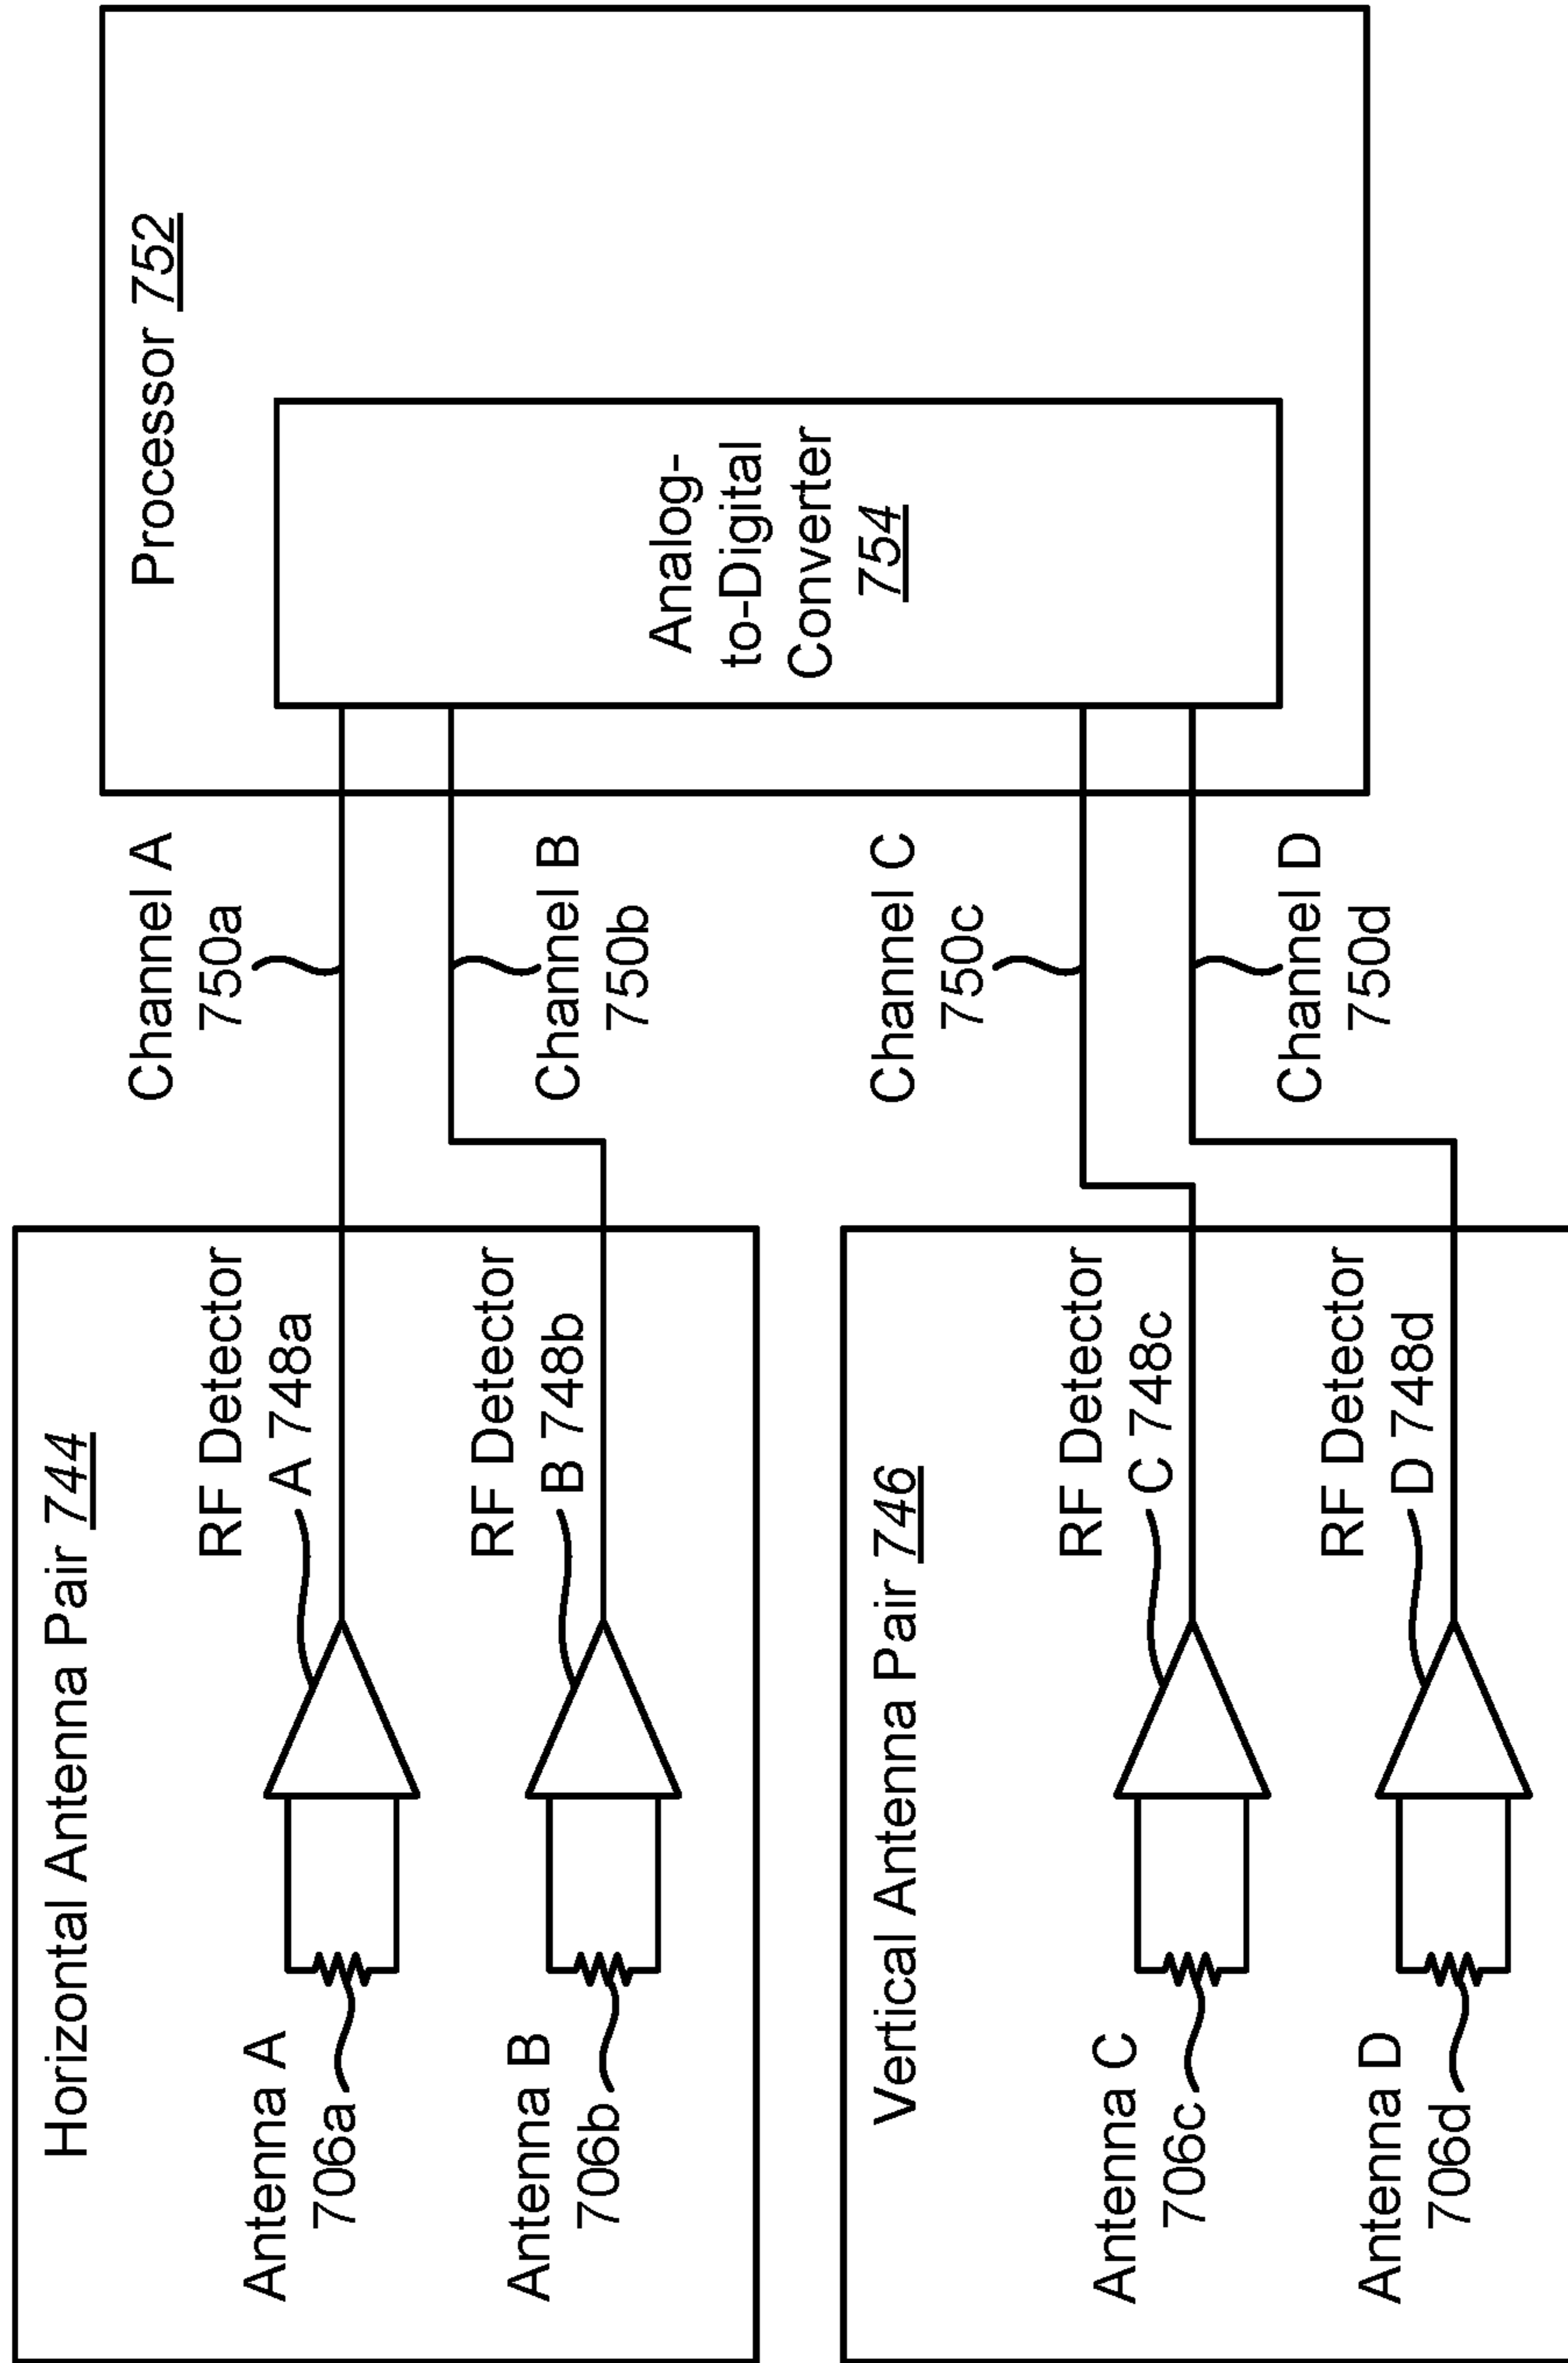 Horizontal Antenna Pair 744
Antenna A
706a
RF Detector
A 748a
Antenna B
706b
RF Detector
B 748b
Vertical Antenna Pair 746
Antenna C
706c
RF Detector
C 748c
Antenna D
706d
RF Detector
D 748d
Channel A
750a
Channel B
750b
Channel C
750c
Channel D
750d
Processor 752
Analog-
to-Digital
Converter
754